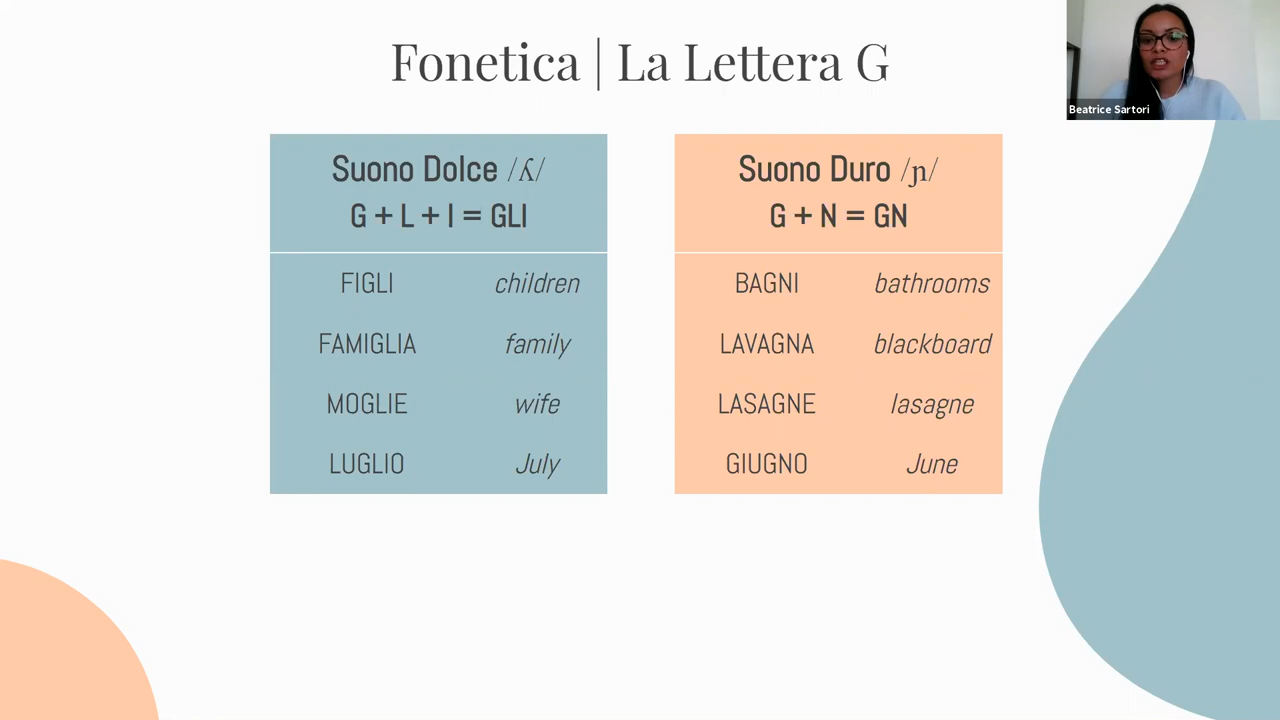 Fonetica | La Lettera G
Beatrice Sartori
Suono Dolce /ʎ/
G + L + I = GLI
FIGLI children
FAMIGLIA family
MOGLIE wife
LUGLIO July
Suono Duro /ɲ/
G + N = GN
BAGNI bathrooms
LAVAGNA blackboard
LASAGNE lasagne
GIUGNO June